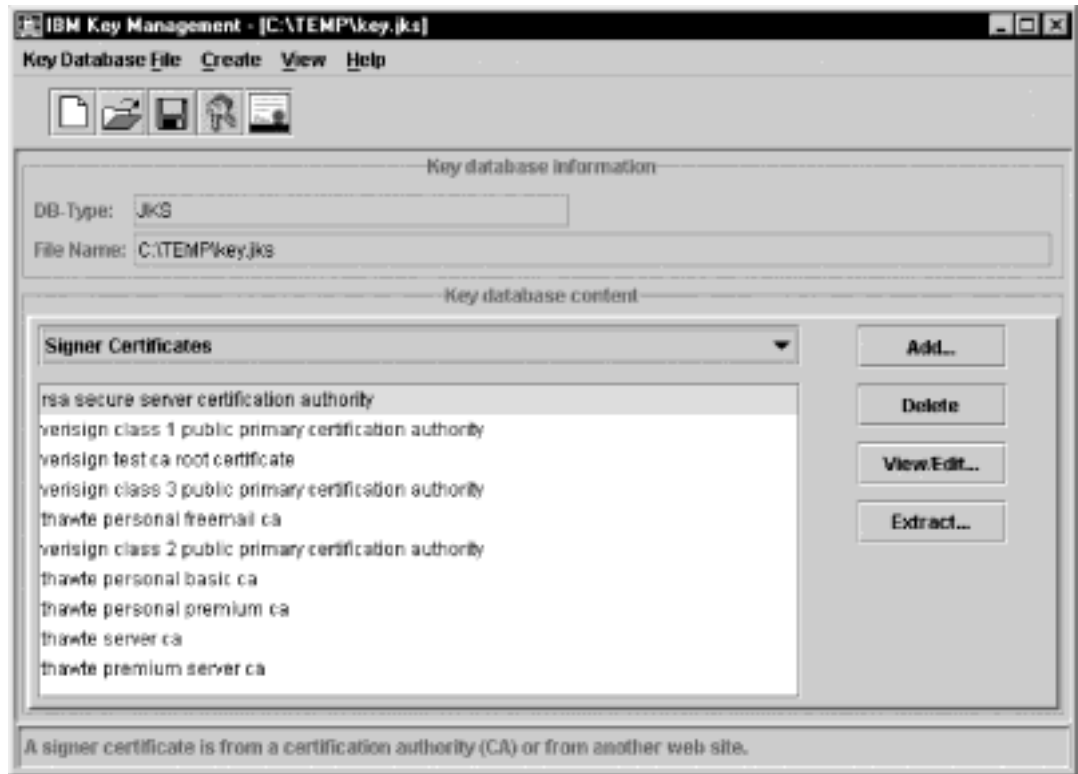 IBM Key Management - [C:\TEMP\key.jks]
Key Database File Create View Help
Key database information
DB-Type: JKS
File Name: C:\TEMP\key.jks
Key database content
Signer Certificates
Add...
rsa secure server certification authority
Delete
verisign class 1 public primary certification authority
verisign test ca root certificate
View/Edit...
verisign class 3 public primary certification authority
thawte personal freemail ca
Extract...
verisign class 2 public primary certification authority
thawte personal basic ca
thawte personal premium ca
thawte server ca
thawte premium server ca
A signer certificate is from a certification authority (CA) or from another web site.